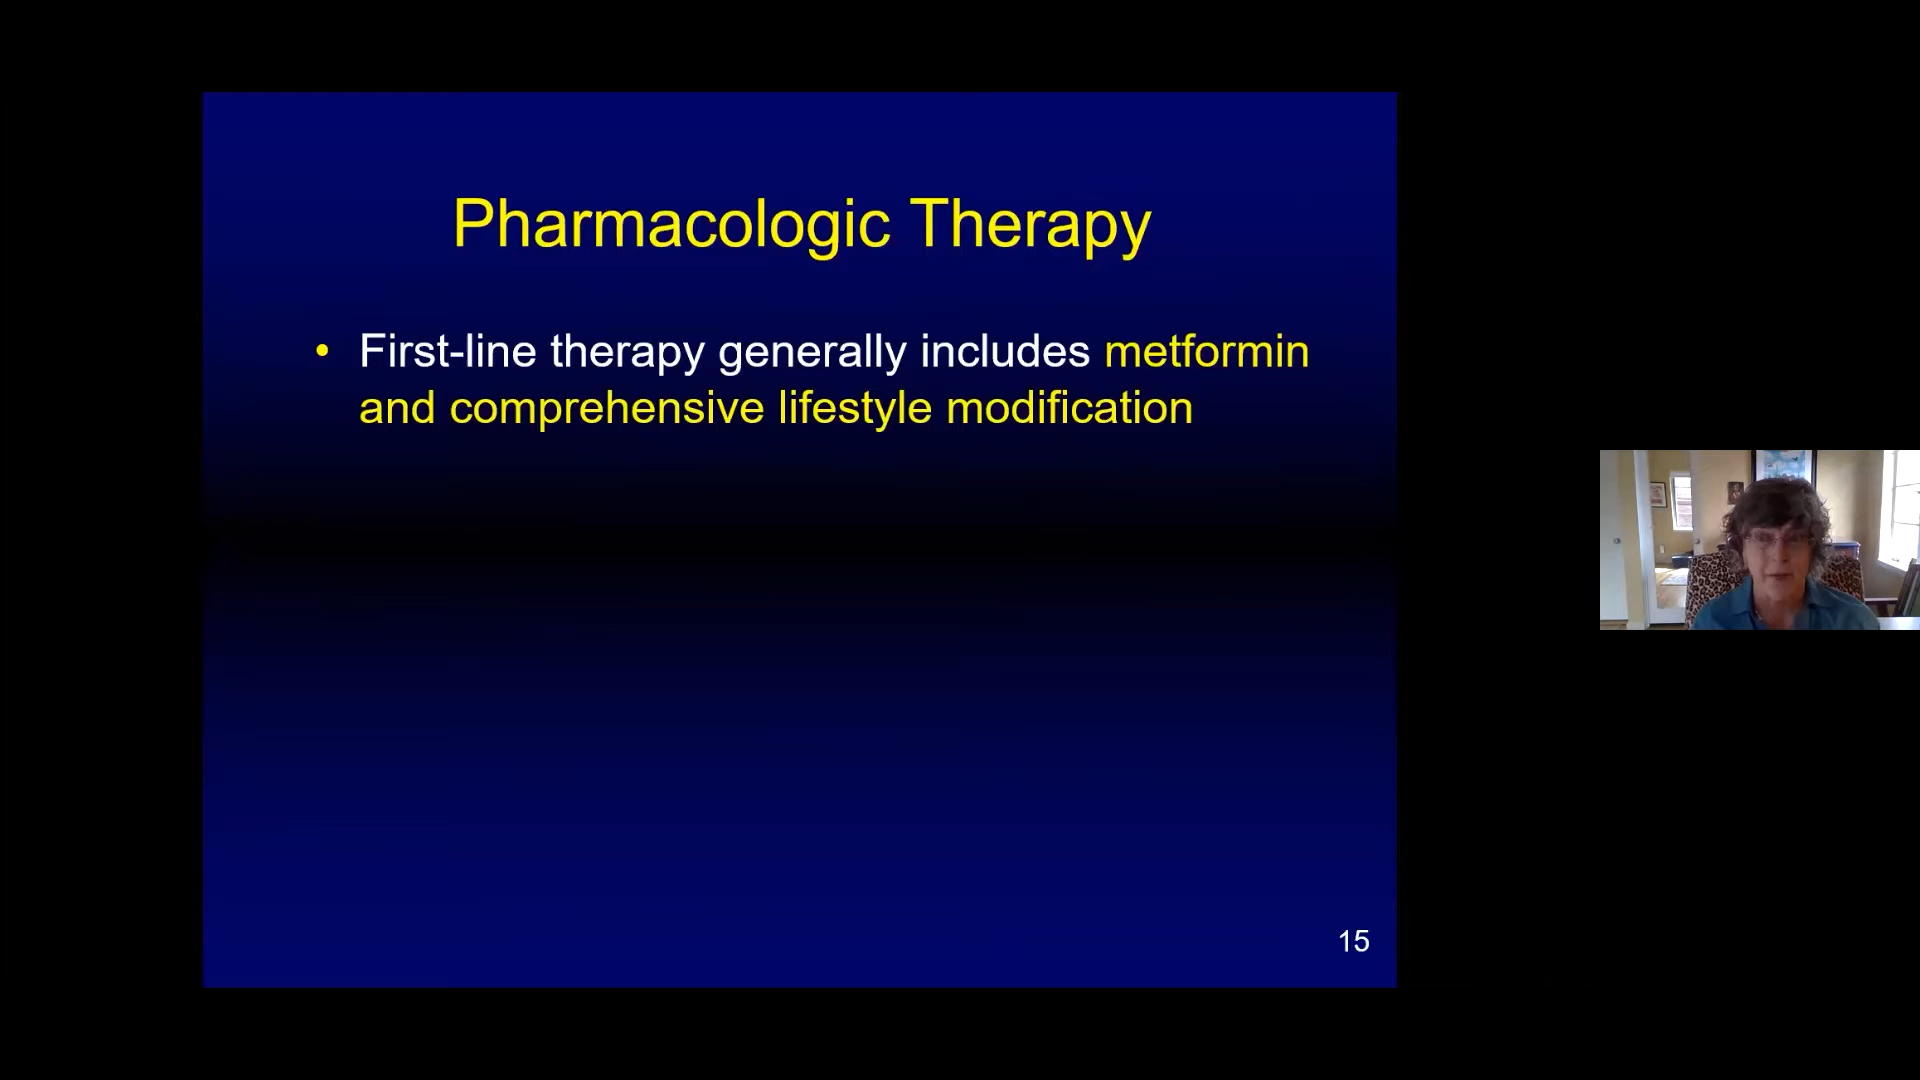 Pharmacologic Therapy
• First-line therapy generally includes metformin
and comprehensive lifestyle modification
15